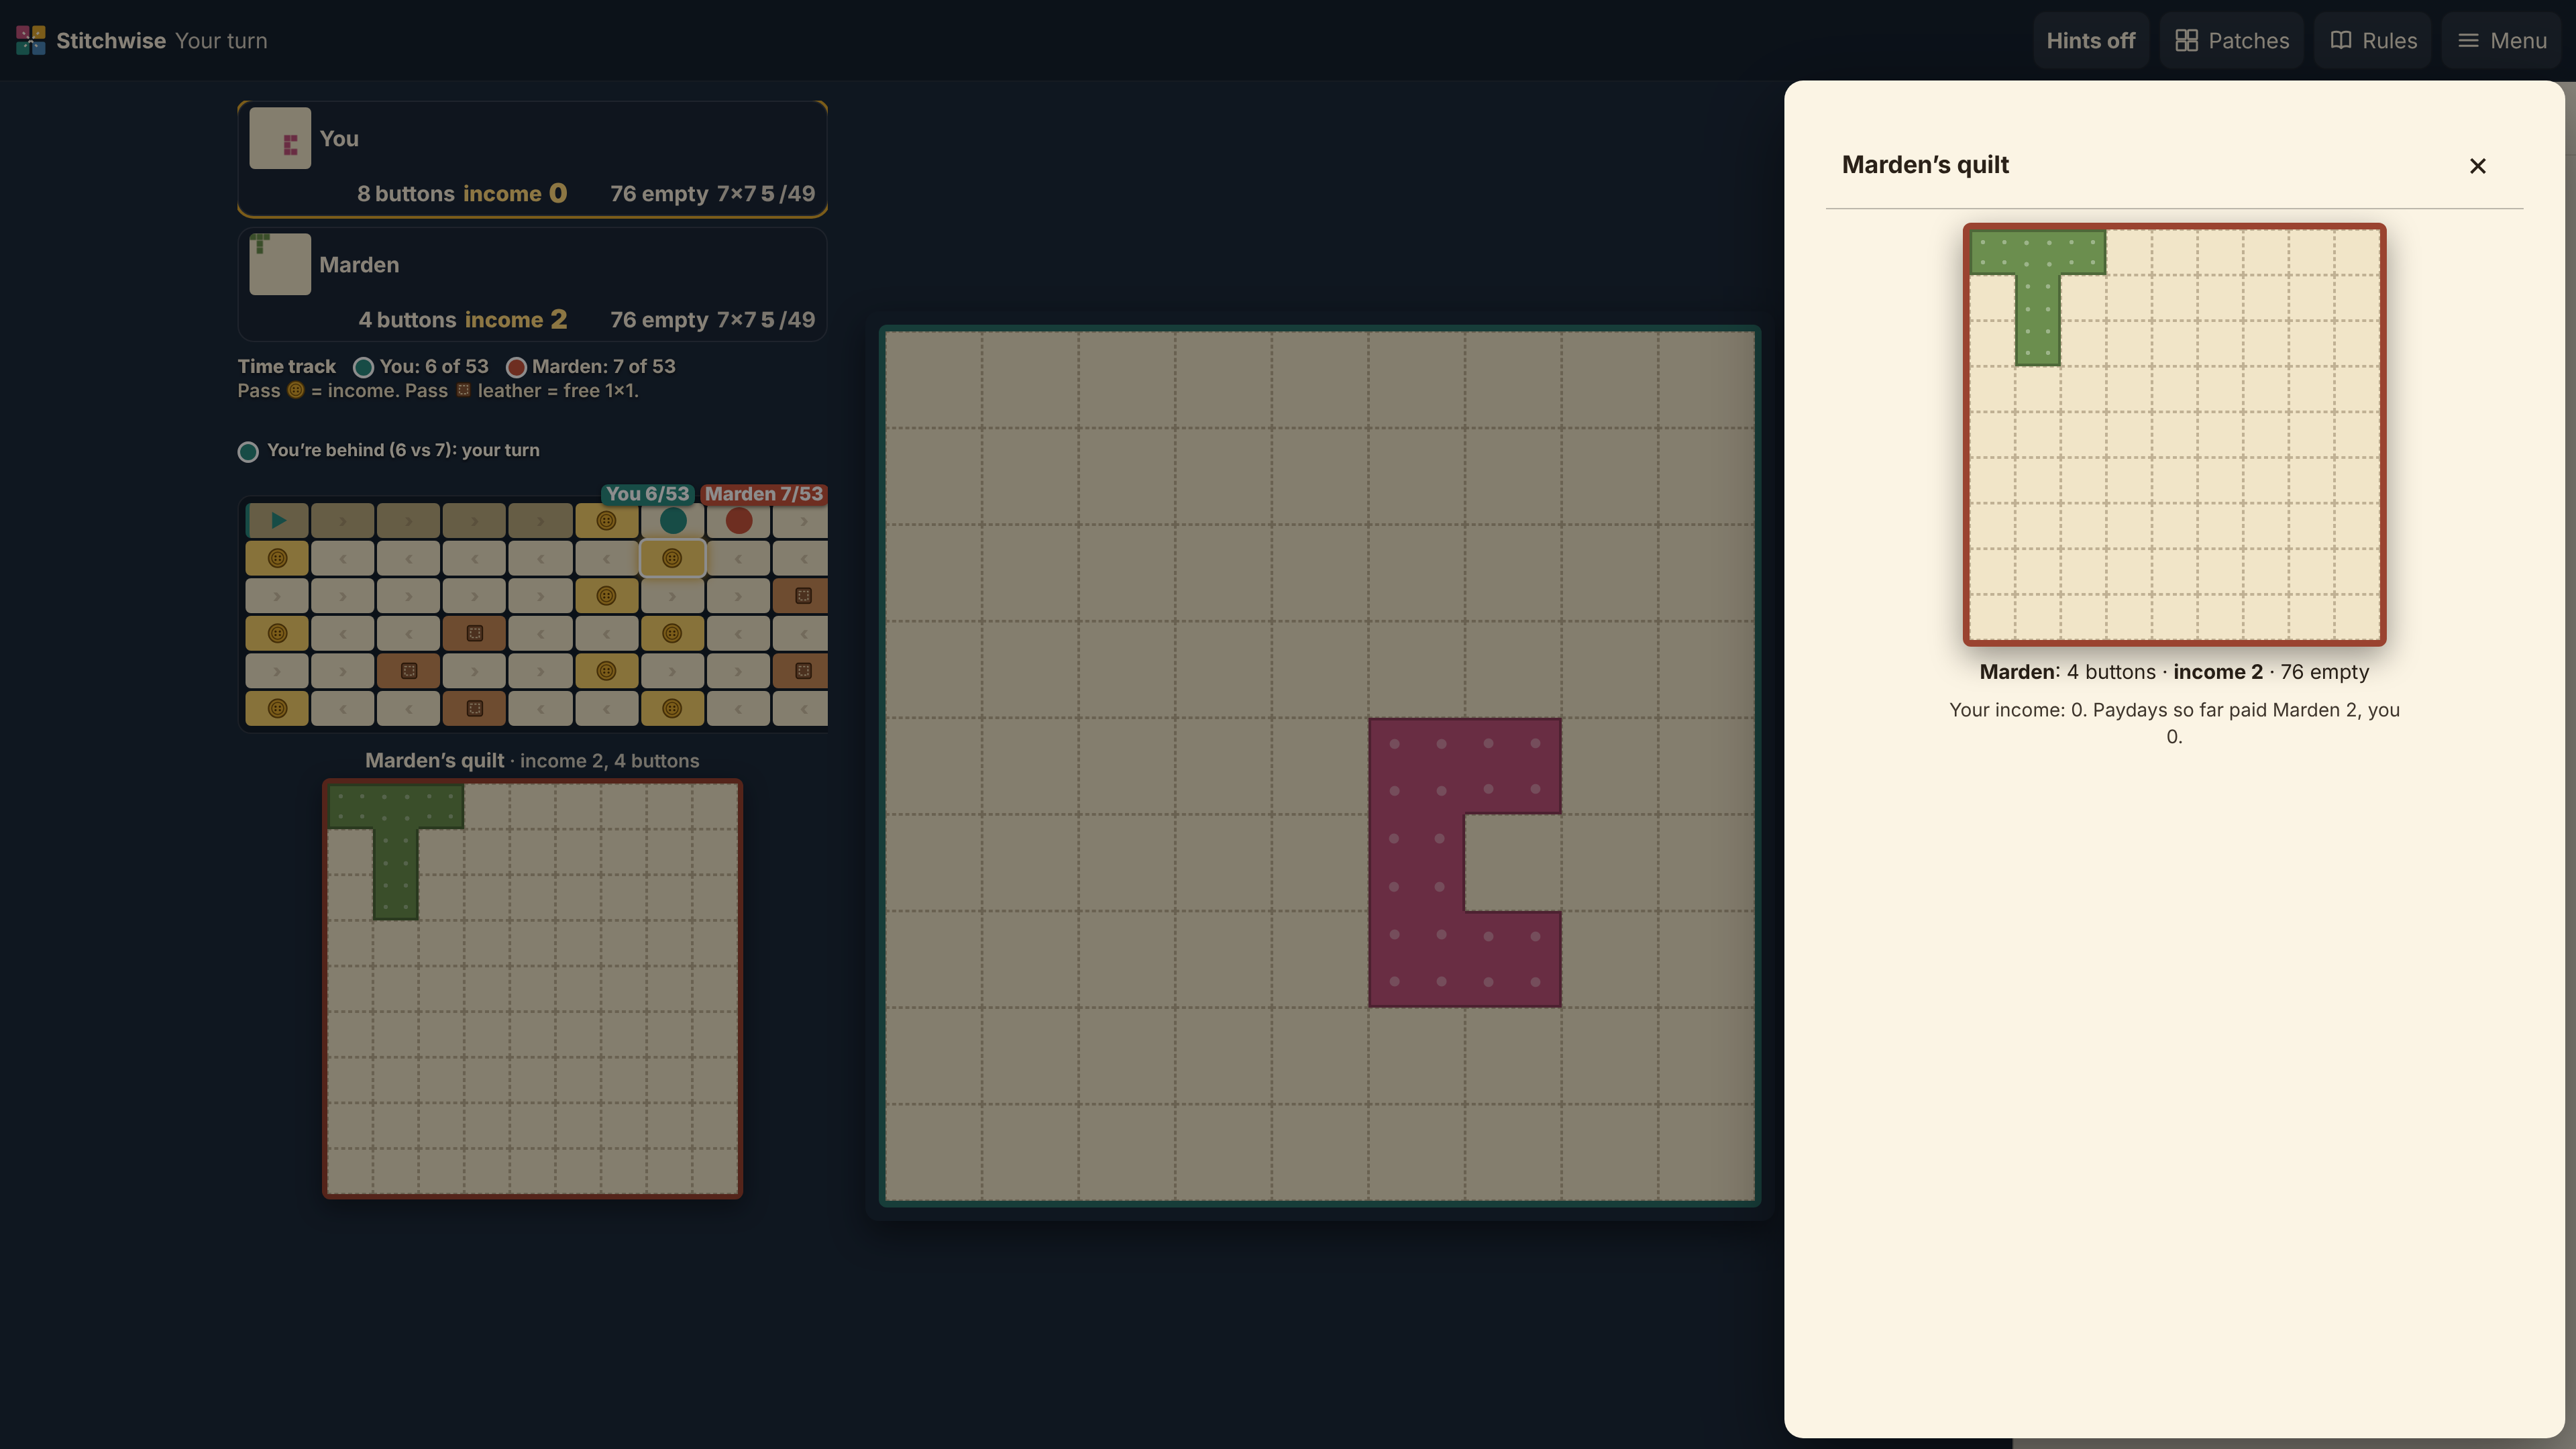 Stitchwise Your turn
Hints off
Patches
Rules
Menu
You
8 buttons income 0 76 empty 7×7 5 /49
Marden
4 buttons income 2 76 empty 7×7 5 /49
Time track You: 6 of 53 Marden: 7 of 53
Pass = income. Pass leather = free 1×1.
You're behind (6 vs 7): your turn
You 6/53 Marden 7/53
Marden’s quilt · income 2, 4 buttons
Marden’s quilt
Marden: 4 buttons · income 2 · 76 empty
Your income: 0. Paydays so far paid Marden 2, you
0.